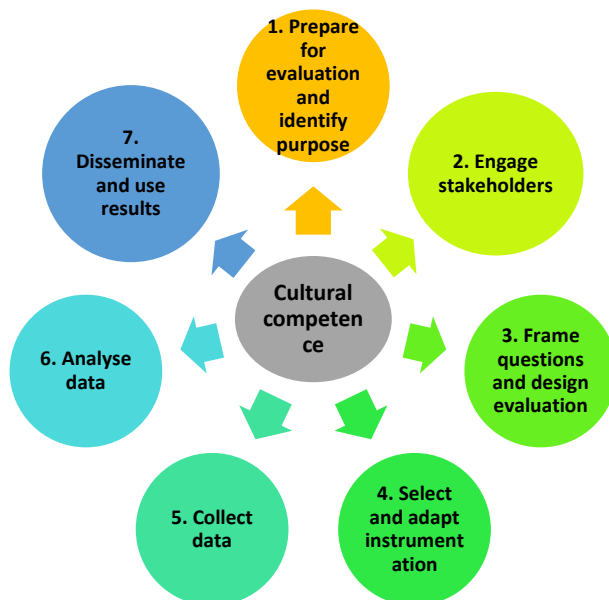 1. Prepare
for
evaluation
and
identify
purpose
2. Engage
stakeholders
3. Frame
questions
and design
evaluation
4. Select
and adapt
instrument
ation
5. Collect
data
6. Analyse
data
7.
Disseminate
and use
results
Cultural
competen
ce